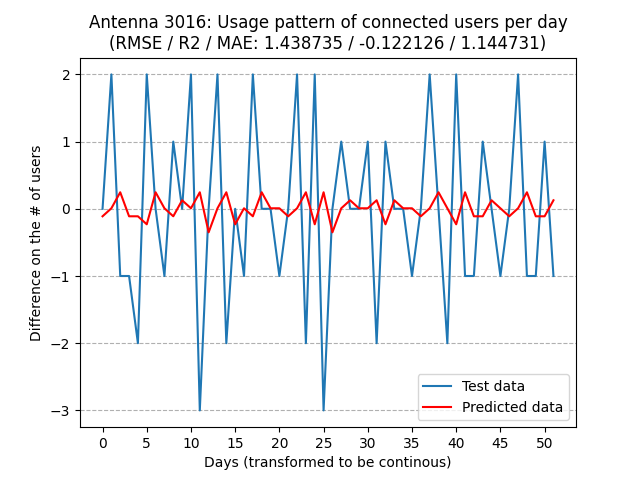 Antenna 3016: Usage pattern of connected users per day
(RMSE / R2 / MAE: 1.438735 / -0.122126 / 1.144731)
Difference on the # of users
2
1
0
−1
−2
−3
Test data
Predicted data
0 5 10 15 20 25 30 35 40 45 50
Days (transformed to be continous)